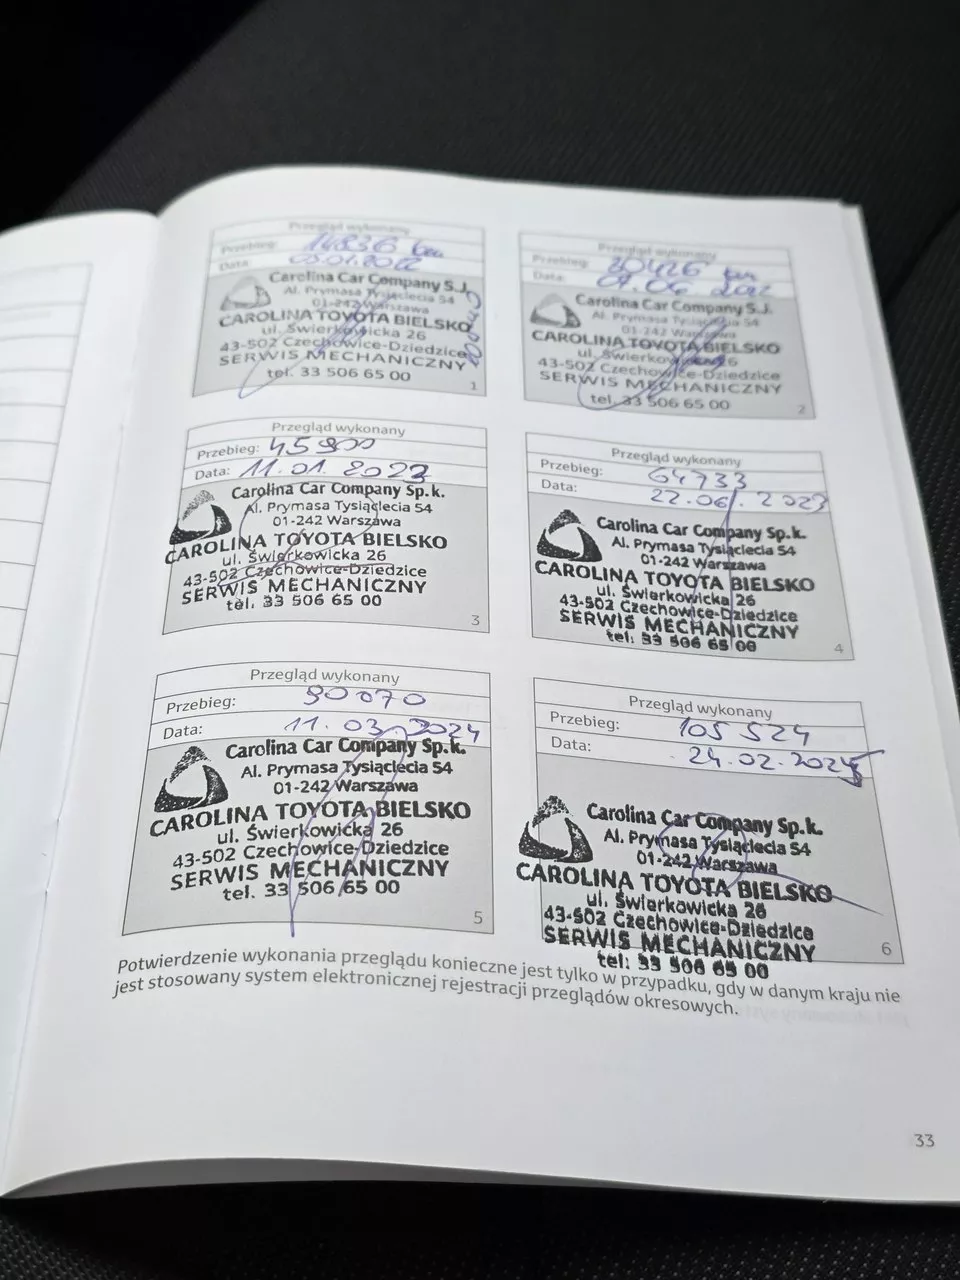 Przegląd wykonany
Przebieg: 14836 km
Data: 05.01.2022
Carolina Car Company S.J.
Al. Prymasa Tysiąclecia 54
01-242 Warszawa
CAROLINA TOYOTA BIELSKO
ul. Świerkowicka 26
43-502 Czechowice-Dziedzice
SERWIS MECHANICZNY
tel. 33 506 65 00
1
Przegląd wykonany
Przebieg: km
Data: 06 2022
Carolina Car Company S.J.
Al. Prymasa Tysiąclecia 54
01-242 Warszawa
CAROLINA TOYOTA BIELSKO
ul. Świerkowicka 26
43-502 Czechowice-Dziedzice
SERWIS MECHANICZNY
tel. 33 506 65 00
2
Przegląd wykonany
Przebieg: 45900
Data: 11.01.2023
Carolina Car Company Sp.k.
Al. Prymasa Tysiąclecia 54
01-242 Warszawa
CAROLINA TOYOTA BIELSKO
ul. Świerkowicka 26
43-502 Czechowice-Dziedzice
SERWIS MECHANICZNY
tel. 33 506 65 00
3
Przegląd wykonany
Przebieg: 64733
Data: 22.06.2023
Carolina Car Company Sp.k.
Al. Prymasa Tysiąclecia 54
01-242 Warszawa
CAROLINA TOYOTA BIELSKO
ul. Świerkowicka 26
43-502 Czechowice-Dziedzice
SERWIS MECHANICZNY
tel. 33 506 65 00
4
Przegląd wykonany
Przebieg: 90070
Data: 11.03.2024
Carolina Car Company Sp.k.
Al. Prymasa Tysiąclecia 54
01-242 Warszawa
CAROLINA TOYOTA BIELSKO
ul. Świerkowicka 26
43-502 Czechowice-Dziedzice
SERWIS MECHANICZNY
tel. 33 506 65 00
5
Przegląd wykonany
Przebieg: 105 524
Data: 24.02.2025
Carolina Car Company Sp.k.
Al. Prymasa Tysiąclecia 54
01-242 Warszawa
CAROLINA TOYOTA BIELSKO
ul. Świerkowicka 26
43-502 Czechowice-Dziedzice
SERWIS MECHANICZNY
tel. 33 506 65 00
6
Potwierdzenie wykonania przeglądu konieczne jest tylko w przypadku, gdy w danym kraju nie
jest stosowany system elektronicznej rejestracji przeglądów okresowych.
33